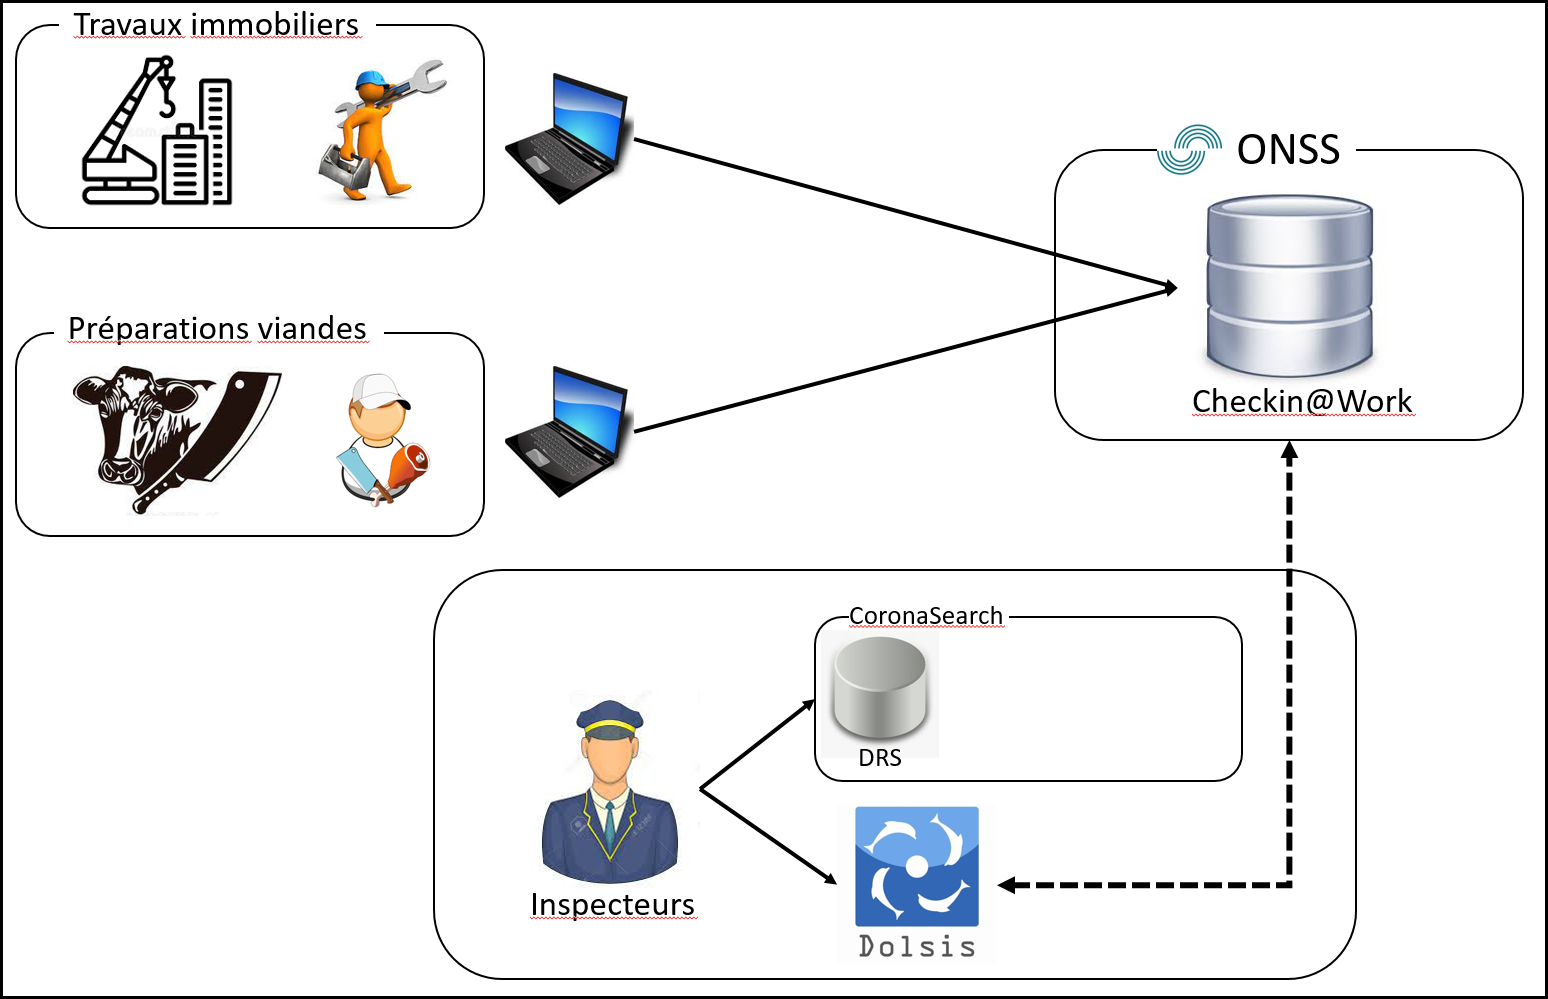 Travaux immobiliers
ONSS
Préparations viandes
Checkin@Work
CoronaSearch
DRS
Inspecteurs
Dolsis